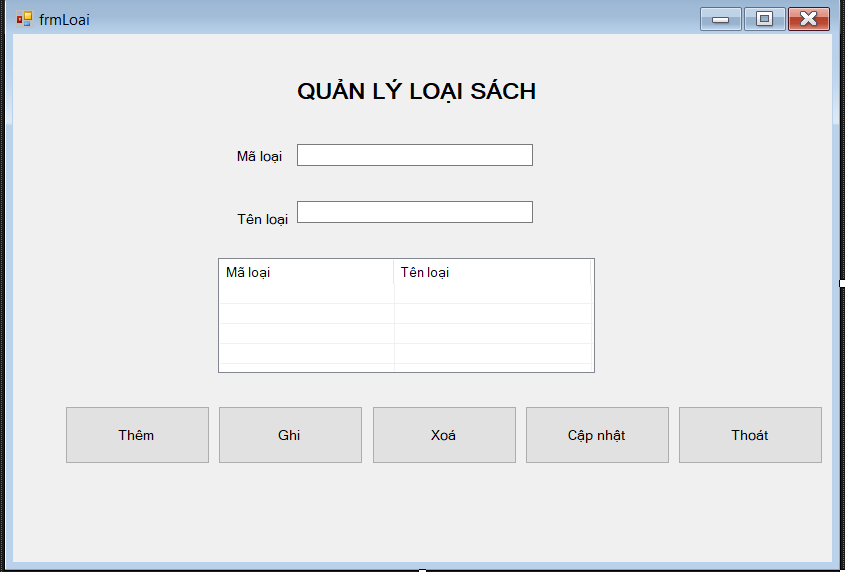 frmLoai
QUẢN LÝ LOẠI SÁCH
Mã loại
Tên loại
Mã loại Tên loại
Thêm Ghi Xoá Cập nhật Thoát